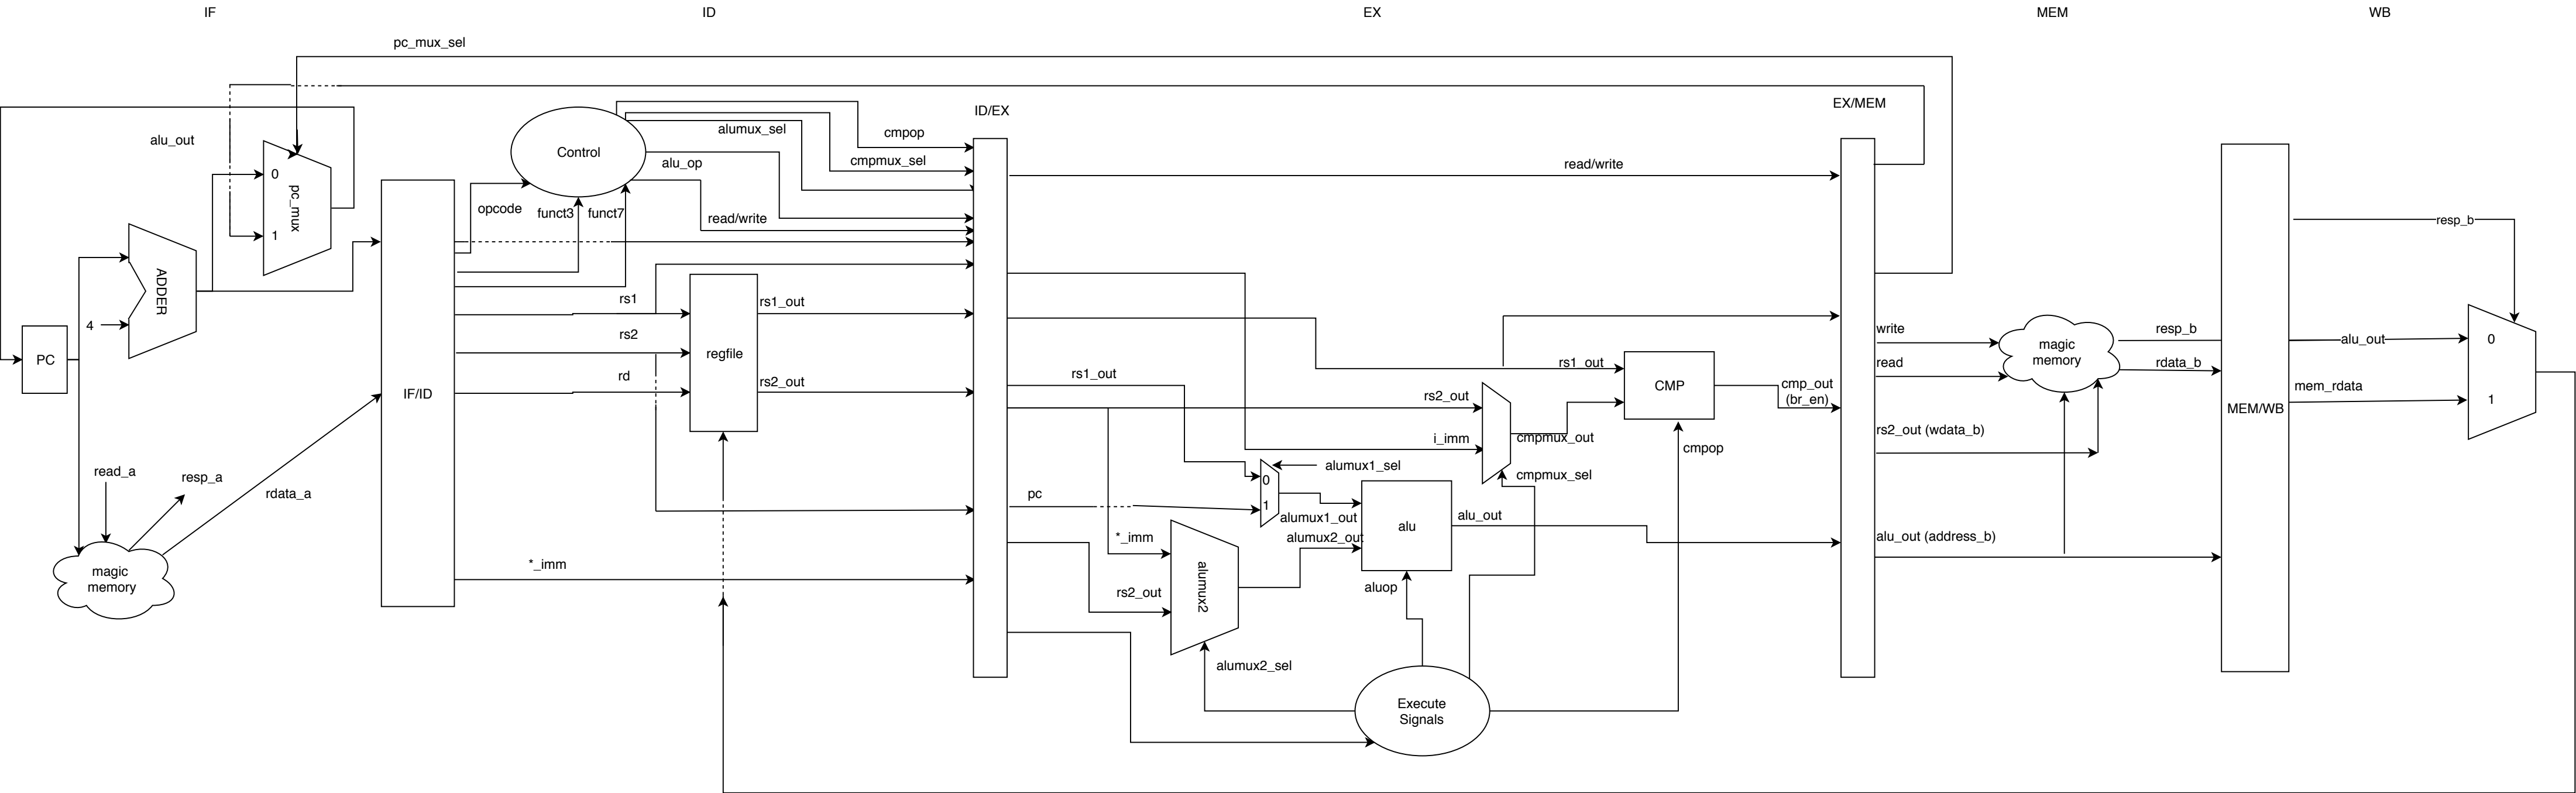 IF
ID
EX
MEM
WB
pc_mux_sel
alu_out
0
pc_mux
1
ADDER
4
PC
read_a
resp_a
rdata_a
magic
memory
IF/ID
Control
opcode
funct3
funct7
alumux_sel
alu_op
cmpop
cmpmux_sel
read/write
rs1
rs2
rd
regfile
rs1_out
rs2_out
*_imm
ID/EX
read/write
rs1_out
rs1_out
rs2_out
i_imm
cmpmux_out
cmpmux_sel
CMP
cmpop
cmp_out
(br_en)
pc
alumux1_sel
0
1
alumux1_out
alumux2_out
alu
alu_out
aluop
*_imm
rs2_out
alumux2
alumux2_sel
Execute
Signals
EX/MEM
write
read
rs2_out (wdata_b)
alu_out (address_b)
magic
memory
resp_b
rdata_b
MEM/WB
resp_b
alu_out
mem_rdata
0
1